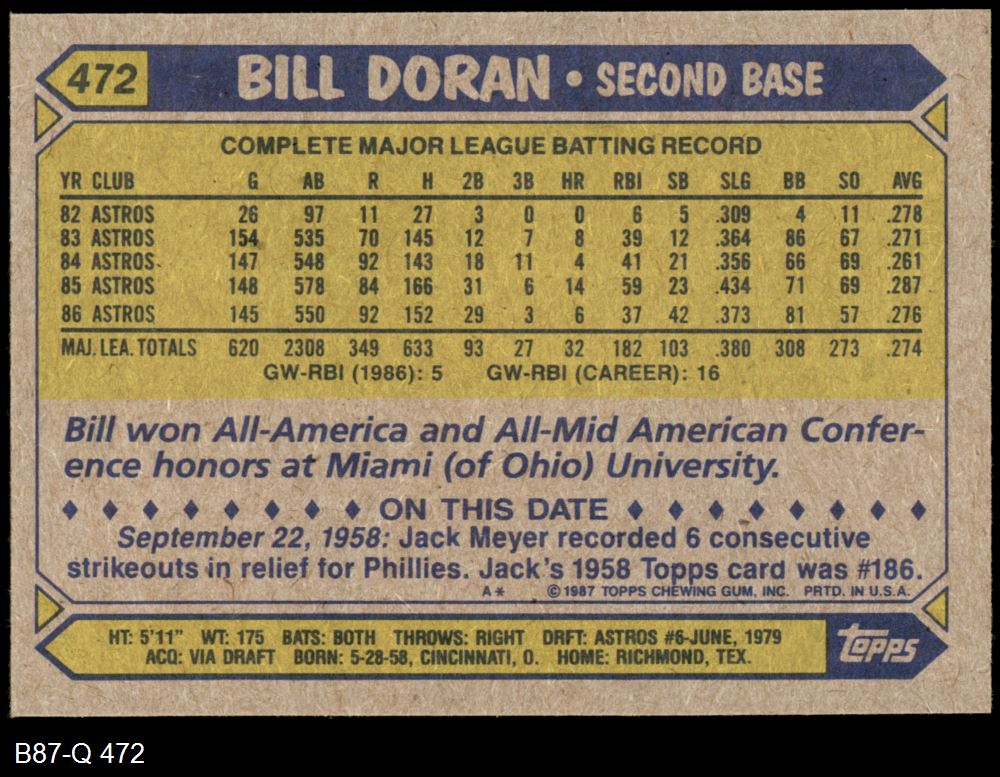 472 BILL DORAN • SECOND BASE
COMPLETE MAJOR LEAGUE BATTING RECORD
YR CLUB G AB R H 2B 3B HR RBI SB SLG BB SO AVG
82 ASTROS 26 97 11 27 3 0 0 6 5 .309 4 11 .278
83 ASTROS 154 535 70 145 12 7 8 39 12 .364 86 67 .271
84 ASTROS 147 548 92 143 18 11 4 41 21 .356 66 69 .261
85 ASTROS 148 578 84 166 31 6 14 59 23 .434 71 69 .287
86 ASTROS 145 550 92 152 29 3 6 37 42 .373 81 57 .276
MAJ. LEA. TOTALS 620 2308 349 633 93 27 32 182 103 .380 308 273 .274
GW-RBI (1986): 5 GW-RBI (CAREER): 16
Bill won All-America and All-Mid American Confer-
ence honors at Miami (of Ohio) University.
♦ ♦ ♦ ♦ ♦ ♦ ♦ ♦ ON THIS DATE ♦ ♦ ♦ ♦ ♦ ♦ ♦ ♦
September 22, 1958: Jack Meyer recorded 6 consecutive
strikeouts in relief for Phillies. Jack's 1958 Topps card was #186.
A* ©1987 TOPPS CHEWING GUM, INC. PRTD. IN U.S.A.
HT: 5'11" WT: 175 BATS: BOTH THROWS: RIGHT DRFT: ASTROS #6-JUNE, 1979
ACQ: VIA DRAFT BORN: 5-28-58, CINCINNATI, O. HOME: RICHMOND, TEX.
topps
B87-Q 472